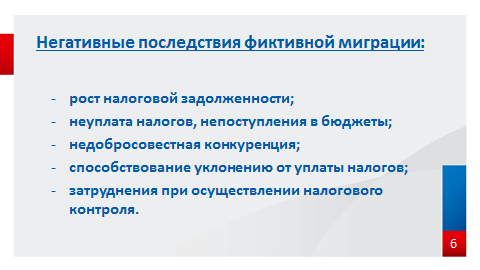 Негативные последствия фиктивной миграции:
- рост налоговой задолженности;
- неуплата налогов, непоступления в бюджеты;
- недобросовестная конкуренция;
- способствование уклонению от уплаты налогов;
- затруднения при осуществлении налогового
контроля.
6